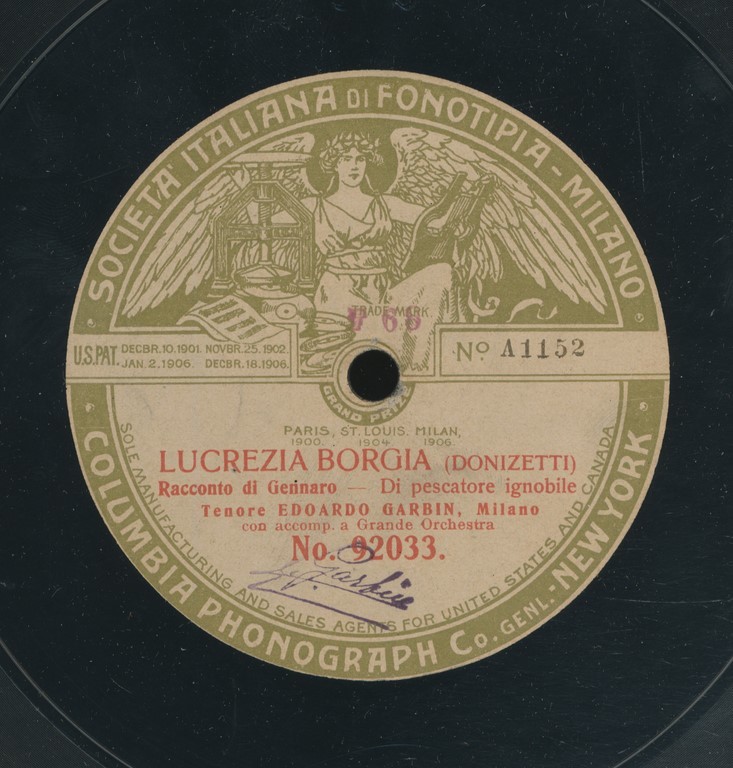 SOCIETA' ITALIANA DI FONOTIPIA - MILANO
TRADE MARK
U.S. PAT. DECBR. 10. 1901. NOVBR. 25. 1902.
JAN. 2. 1906. DECBR. 18. 1906.
No A1152
GRAND PRIZE
PARIS, ST. LOUIS. MILAN,
1900. 1904. 1906.
LUCREZIA BORGIA (DONIZETTI)
Racconto di Gennaro — Di pescatore ignobile
Tenore EDOARDO GARBIN, Milano
con accomp. a Grande Orchestra
No. 92033.
Garbin
SOLE MANUFACTURING AND SALES AGENTS FOR UNITED STATES AND CANADA
COLUMBIA PHONOGRAPH Co. GENL. - NEW YORK